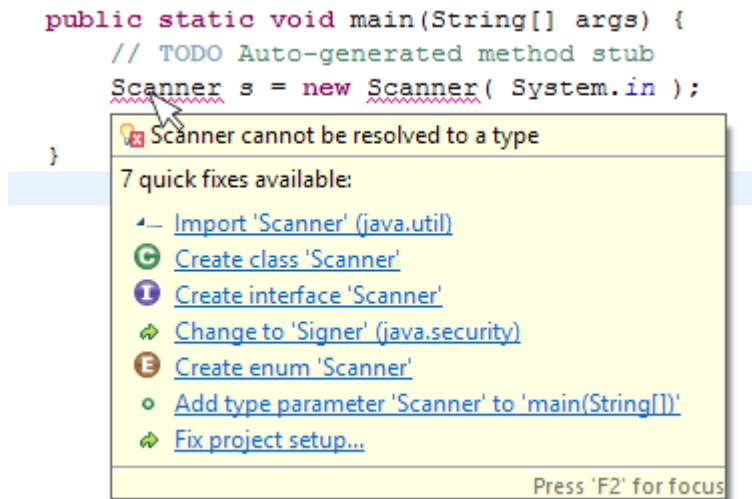 public static void main(String[] args) {
// TODO Auto-generated method stub
Scanner s = new Scanner( System.in );
Scanner cannot be resolved to a type
}
7 quick fixes available:
Import 'Scanner' (java.util)
C Create class 'Scanner'
I Create interface 'Scanner'
Change to 'Signer' (java.security)
E Create enum 'Scanner'
Add type parameter 'Scanner' to 'main(String[])'
Fix project setup...
Press 'F2' for focus